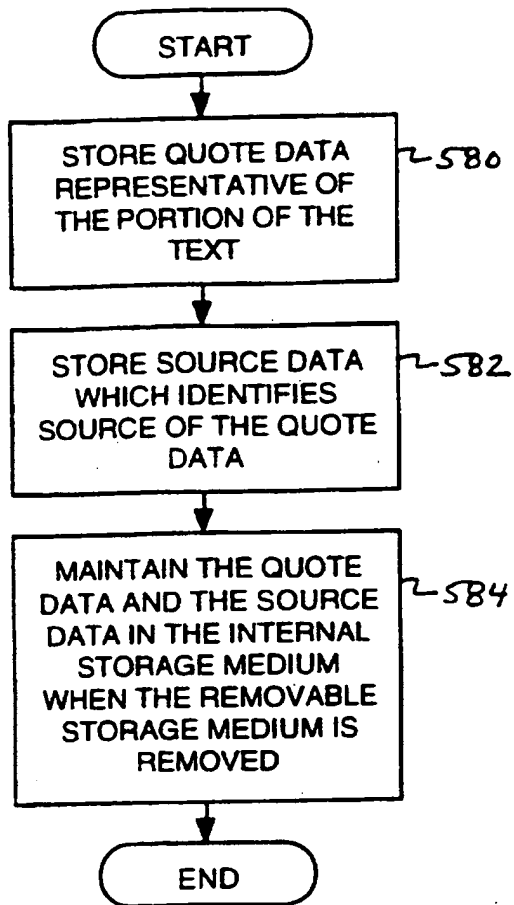 START
STORE QUOTE DATA
REPRESENTATIVE OF
THE PORTION OF THE
TEXT
580
STORE SOURCE DATA
WHICH IDENTIFIES
SOURCE OF THE QUOTE
DATA
582
MAINTAIN THE QUOTE
DATA AND THE SOURCE
DATA IN THE INTERNAL
STORAGE MEDIUM
WHEN THE REMOVABLE
STORAGE MEDIUM IS
REMOVED
584
END